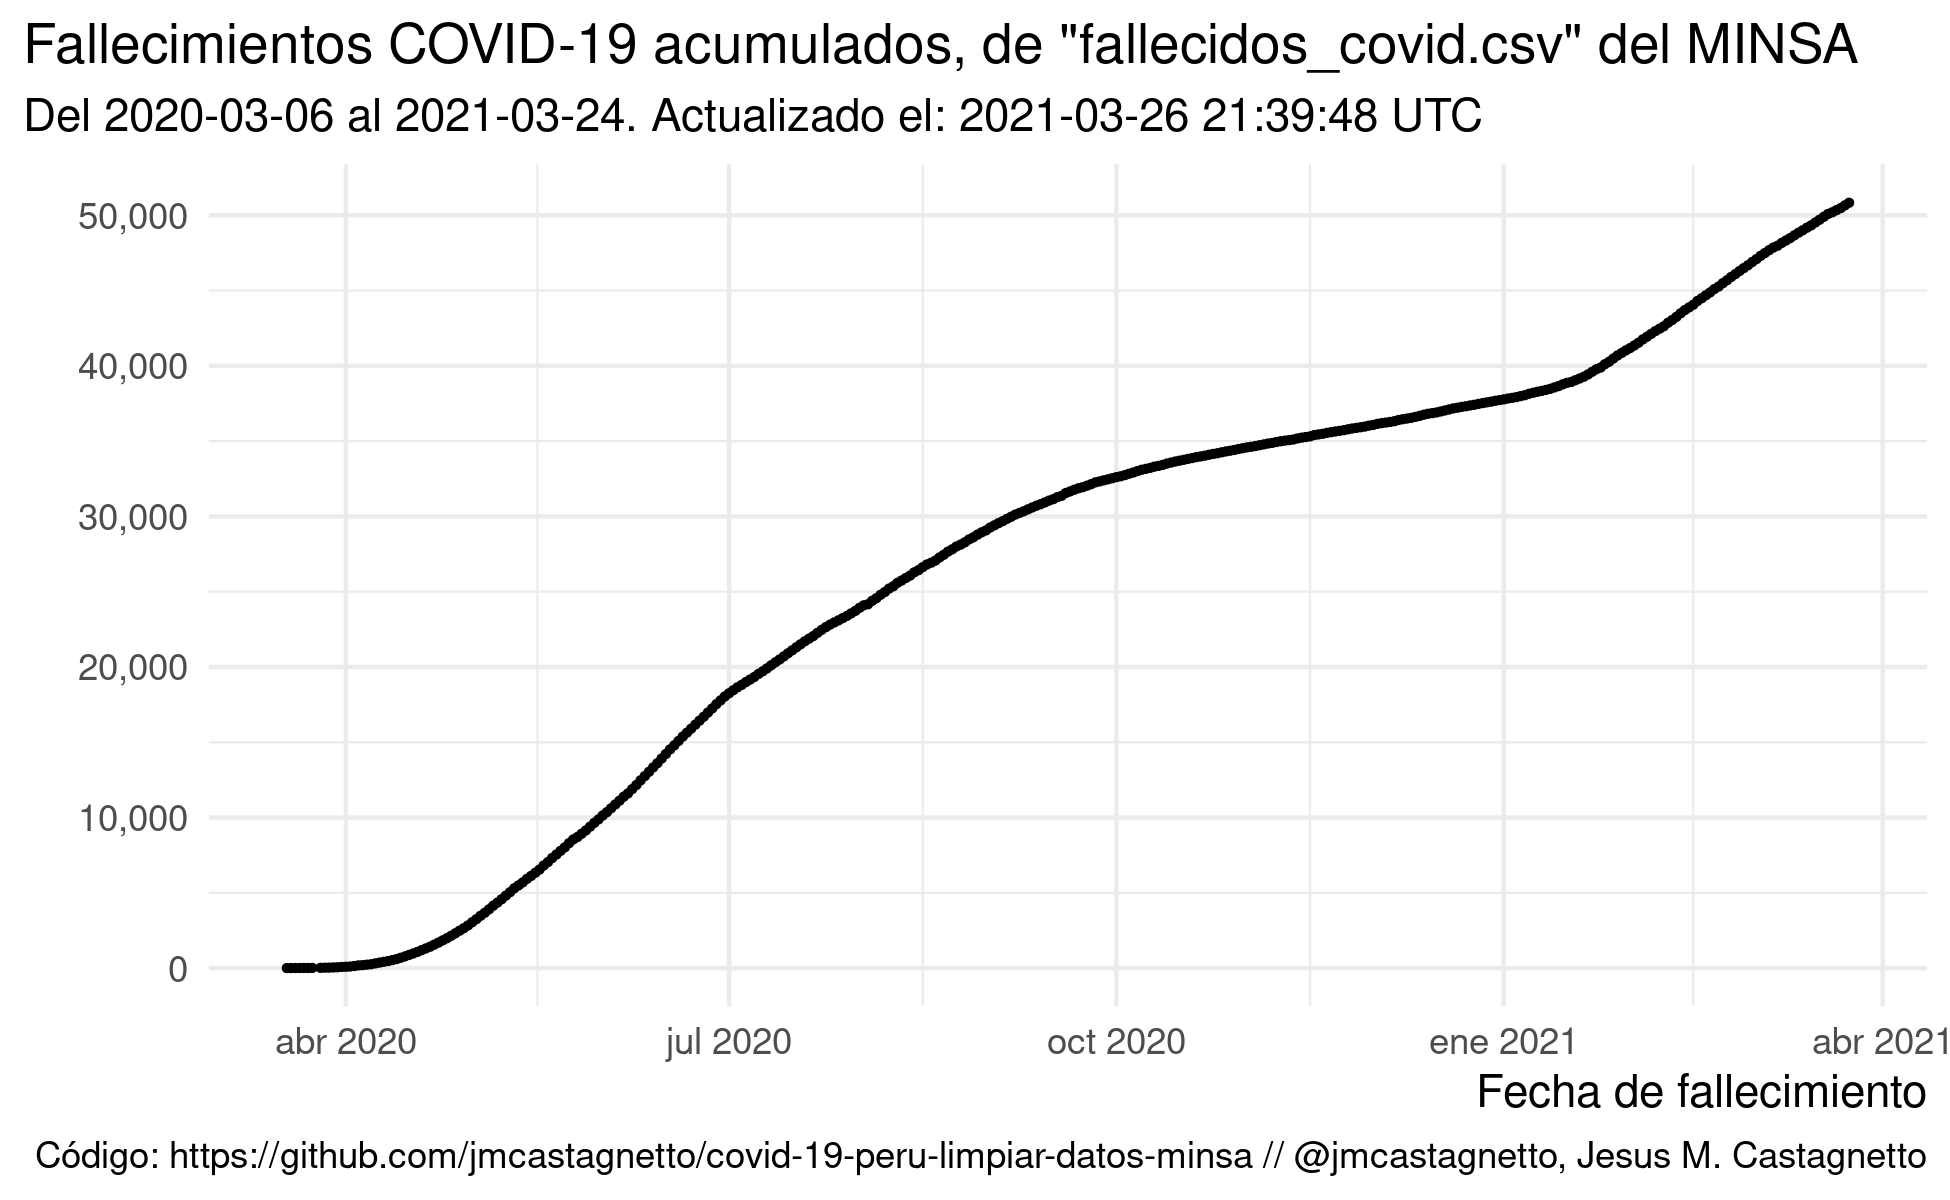 Fallecimientos COVID-19 acumulados, de "fallecidos_covid.csv" del MINSA
Del 2020-03-06 al 2021-03-24. Actualizado el: 2021-03-26 21:39:48 UTC
50,000
40,000
30,000
20,000
10,000
0
abr 2020 jul 2020 oct 2020 ene 2021 abr 2021
Fecha de fallecimiento
Código: https://github.com/jmcastagnetto/covid-19-peru-limpiar-datos-minsa // @jmcastagnetto, Jesus M. Castagnetto